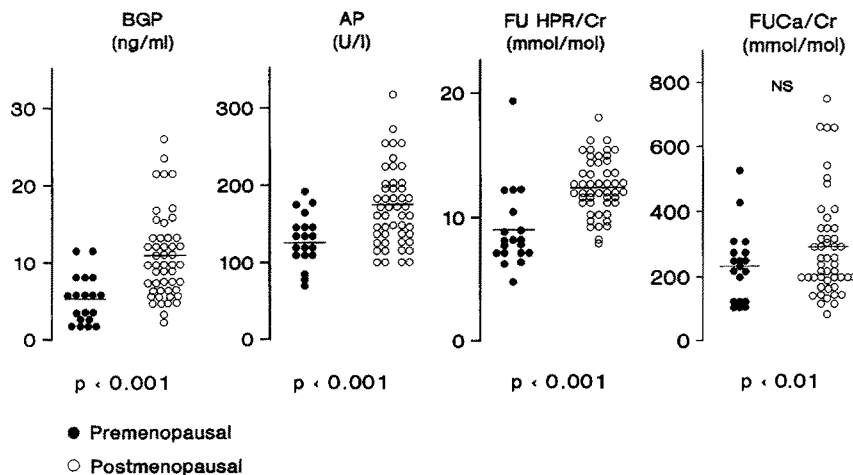 BGP
(ng/ml)
30
20
10
0
p < 0.001
AP
(U/l)
300
200
100
0
p < 0.001
FU HPR/Cr
(mmol/mol)
20
10
0
p < 0.001
FUCa/Cr
(mmol/mol)
800
NS
600
400
200
0
p < 0.01
Premenopausal
Postmenopausal